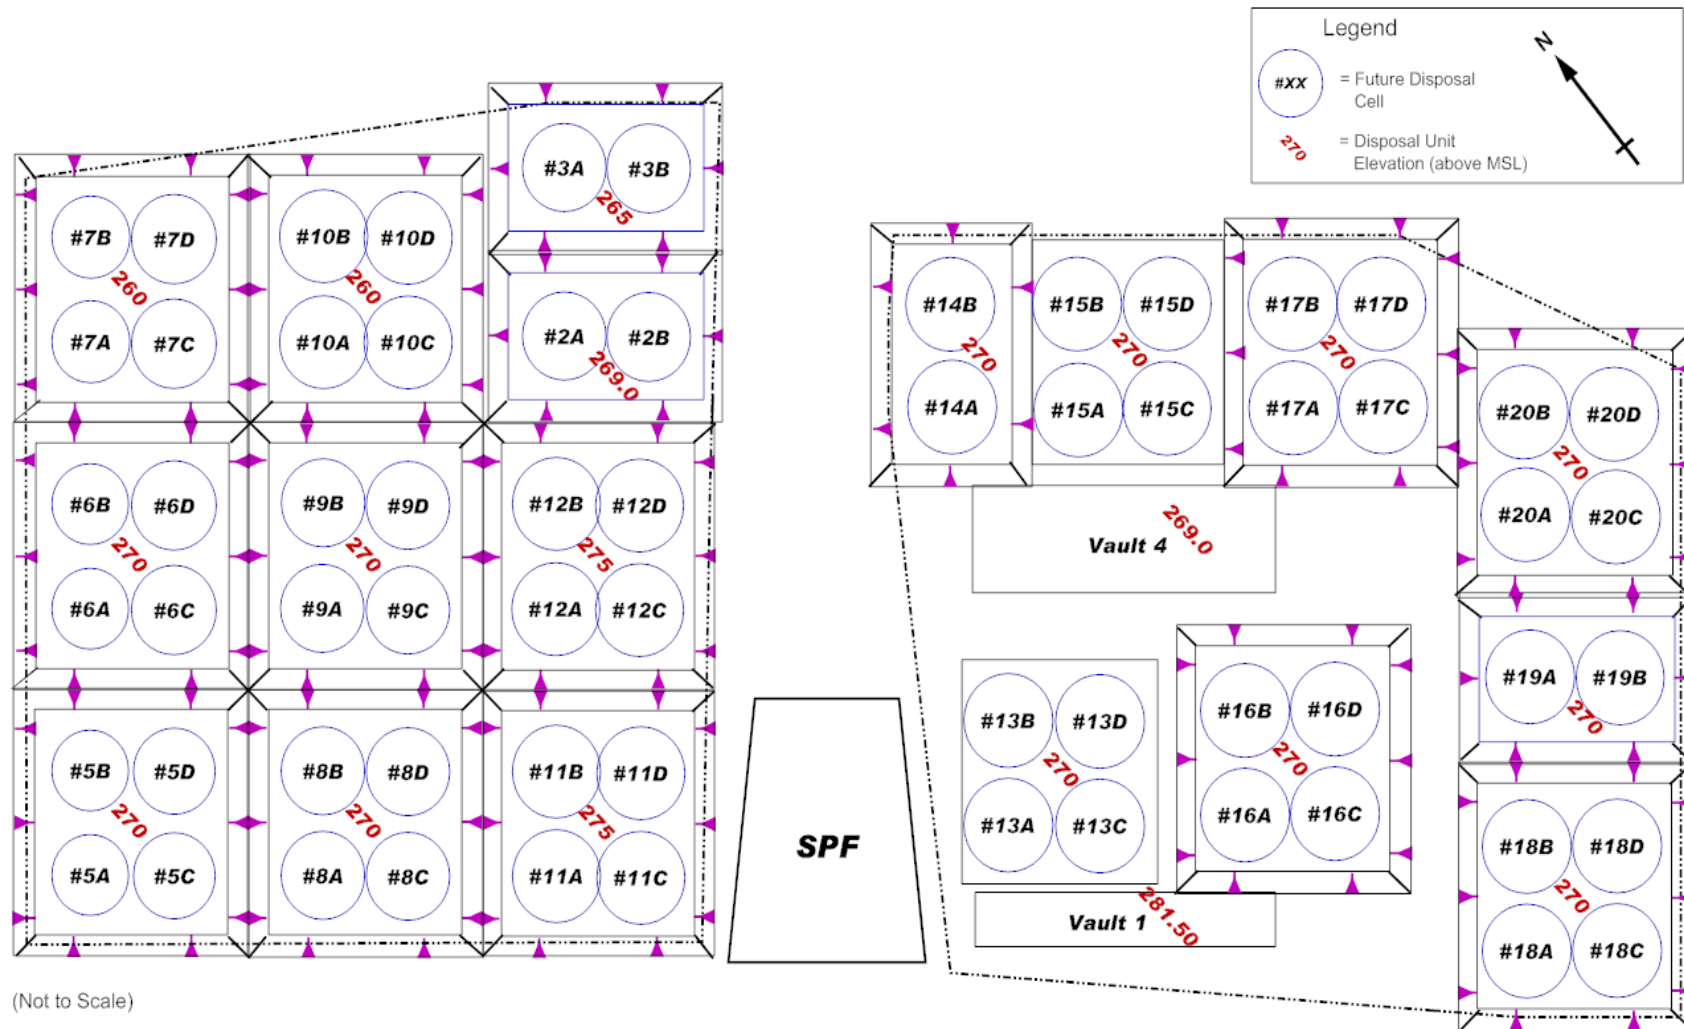 Legend
N
#XX
= Future Disposal
Cell
270
= Disposal Unit
Elevation (above MSL)
#3A #3B
265
#7B #7D
260
#7A #7C
#10B #10D
260
#10A #10C
#2A #2B
269.0
#6B #6D
270
#6A #6C
#9B #9D
270
#9A #9C
#12B #12D
275
#12A #12C
#5B #5D
270
#5A #5C
#8B #8D
270
#8A #8C
#11B #11D
275
#11A #11C
SPF
#14B
270
#14A
#15B #15D
270
#15A #15C
#17B #17D
270
#17A #17C
#20B #20D
270
#20A #20C
Vault 4
269.0
#13B #13D
270
#13A #13C
#16B #16D
270
#16A #16C
#19A #19B
270
Vault 1
281.50
#18B #18D
270
#18A #18C
(Not to Scale)